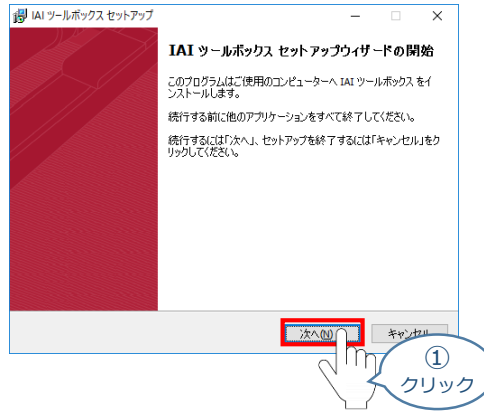 IAI ツールボックス セットアップ
IAI ツールボックス セットアップウィザードの開始
このプログラムはご使用のコンピューターへ IAI ツールボックス をイ
ンストールします。
続行する前に他のアプリケーションをすべて終了してください。
続行するには「次へ」、セットアップを終了するには「キャンセル」をク
リックしてください。
次へ(N)
キャンセル
①
クリック